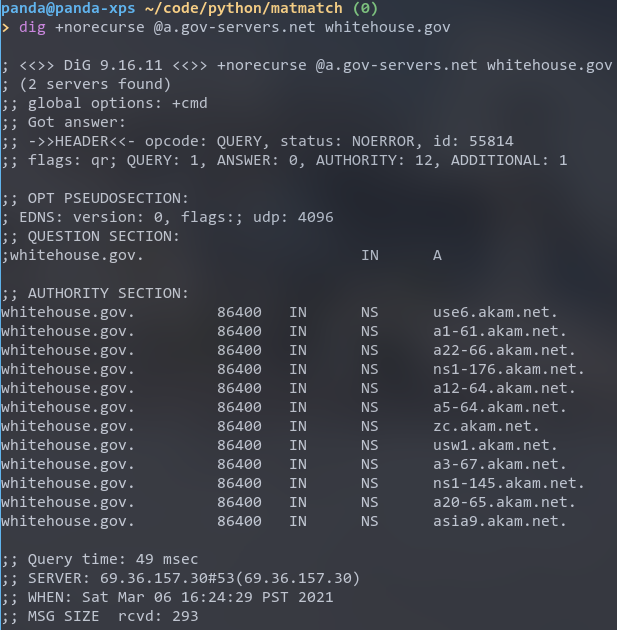 panda@panda-xps ~/code/python/matmatch (0)
> dig +norecurse @a.gov-servers.net whitehouse.gov
; <<>> DiG 9.16.11 <<>> +norecurse @a.gov-servers.net whitehouse.gov
; (2 servers found)
;; global options: +cmd
;; Got answer:
;; ->>HEADER<<- opcode: QUERY, status: NOERROR, id: 55814
;; flags: qr; QUERY: 1, ANSWER: 0, AUTHORITY: 12, ADDITIONAL: 1
;; OPT PSEUDOSECTION:
; EDNS: version: 0, flags:; udp: 4096
;; QUESTION SECTION:
;whitehouse.gov. IN A
;; AUTHORITY SECTION:
whitehouse.gov. 86400 IN NS use6.akam.net.
whitehouse.gov. 86400 IN NS a1-61.akam.net.
whitehouse.gov. 86400 IN NS a22-66.akam.net.
whitehouse.gov. 86400 IN NS ns1-176.akam.net.
whitehouse.gov. 86400 IN NS a12-64.akam.net.
whitehouse.gov. 86400 IN NS a5-64.akam.net.
whitehouse.gov. 86400 IN NS zc.akam.net.
whitehouse.gov. 86400 IN NS usw1.akam.net.
whitehouse.gov. 86400 IN NS a3-67.akam.net.
whitehouse.gov. 86400 IN NS ns1-145.akam.net.
whitehouse.gov. 86400 IN NS a20-65.akam.net.
whitehouse.gov. 86400 IN NS asia9.akam.net.
;; Query time: 49 msec
;; SERVER: 69.36.157.30#53(69.36.157.30)
;; WHEN: Sat Mar 06 16:24:29 PST 2021
;; MSG SIZE  rcvd: 293